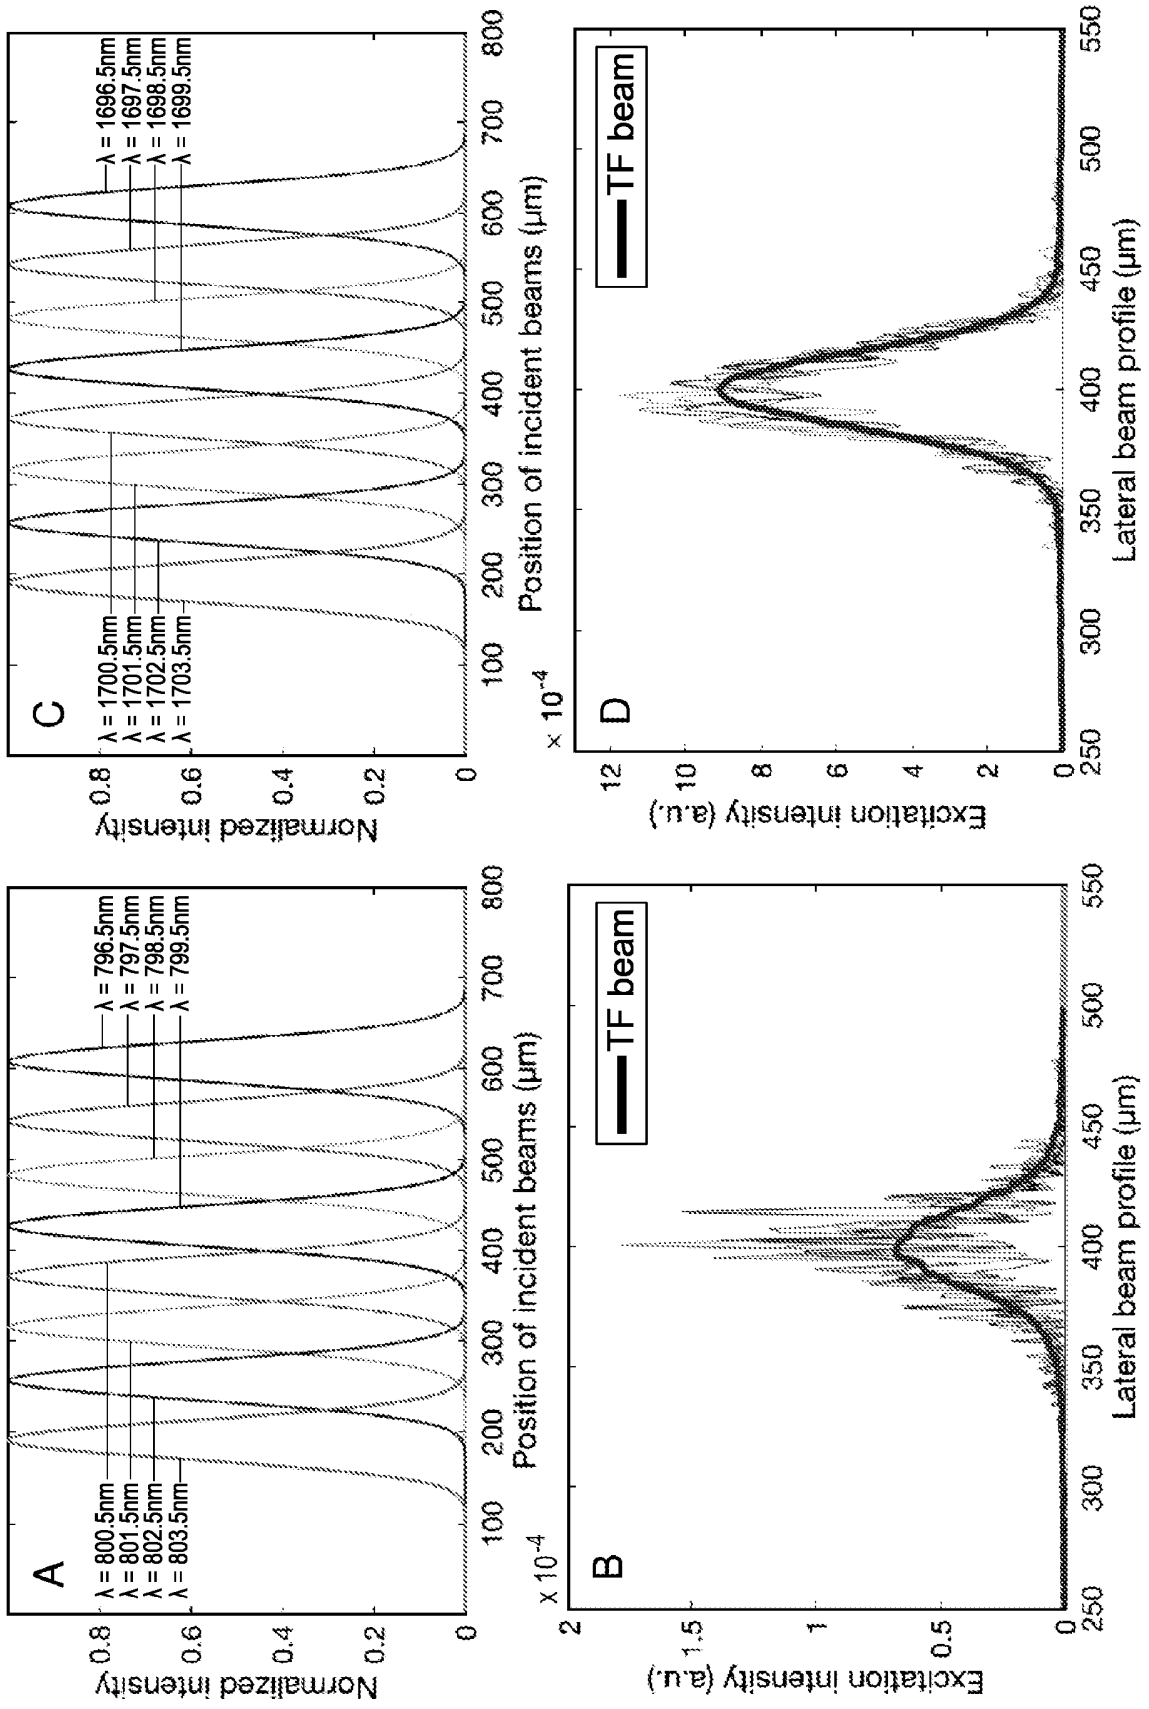 A
λ = 800.5nm
λ = 801.5nm
λ = 802.5nm
λ = 803.5nm
λ = 796.5nm
λ = 797.5nm
λ = 798.5nm
λ = 799.5nm
Normalized intensity
0.8
0.6
0.4
0.2
0
100 200 300 400 500 600 700 800
Position of incident beams (μm)
C
λ = 1700.5nm
λ = 1701.5nm
λ = 1702.5nm
λ = 1703.5nm
λ = 1696.5nm
λ = 1697.5nm
λ = 1698.5nm
λ = 1699.5nm
Normalized intensity
0.8
0.6
0.4
0.2
0
100 200 300 400 500 600 700 800
Position of incident beams (μm)
x 10-4
B
TF beam
Excitation intensity (a.u.)
2
1.5
1
0.5
0
250 300 350 400 450 500 550
Lateral beam profile (μm)
× 10-4
D
TF beam
Excitation intensity (a.u.)
12
10
8
6
4
2
0
250 300 350 400 450 500 550
Lateral beam profile (μm)